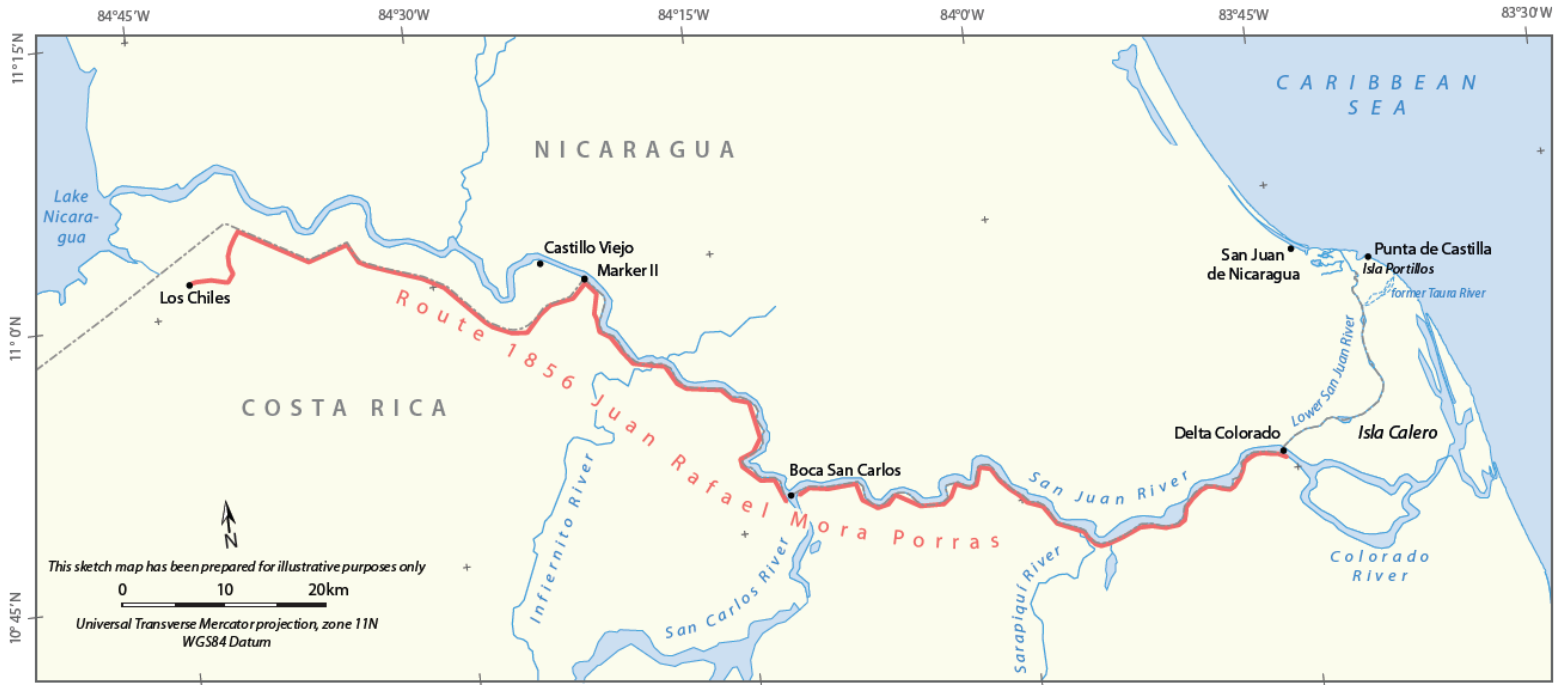 84°45'W
84°30'W
84°15'W
84°0'W
83°45'W
83°30'W
11°15'N
11°0'N
10°45'N
CARIBBEAN
SEA
NICARAGUA
Lake
Nicara-
gua
Castillo Viejo
Marker II
Los Chiles
San Juan
de Nicaragua
Punta de Castilla
Isla Portillos
former Taura River
Lower San Juan River
Route 1856 Juan Rafael Mora Porras
COSTA RICA
Delta Colorado
Isla Calero
Boca San Carlos
San Juan River
Infiernito River
San Carlos River
Sarapiquí River
Colorado
River
N
This sketch map has been prepared for illustrative purposes only
0 10 20km
Universal Transverse Mercator projection, zone 11N
WGS84 Datum